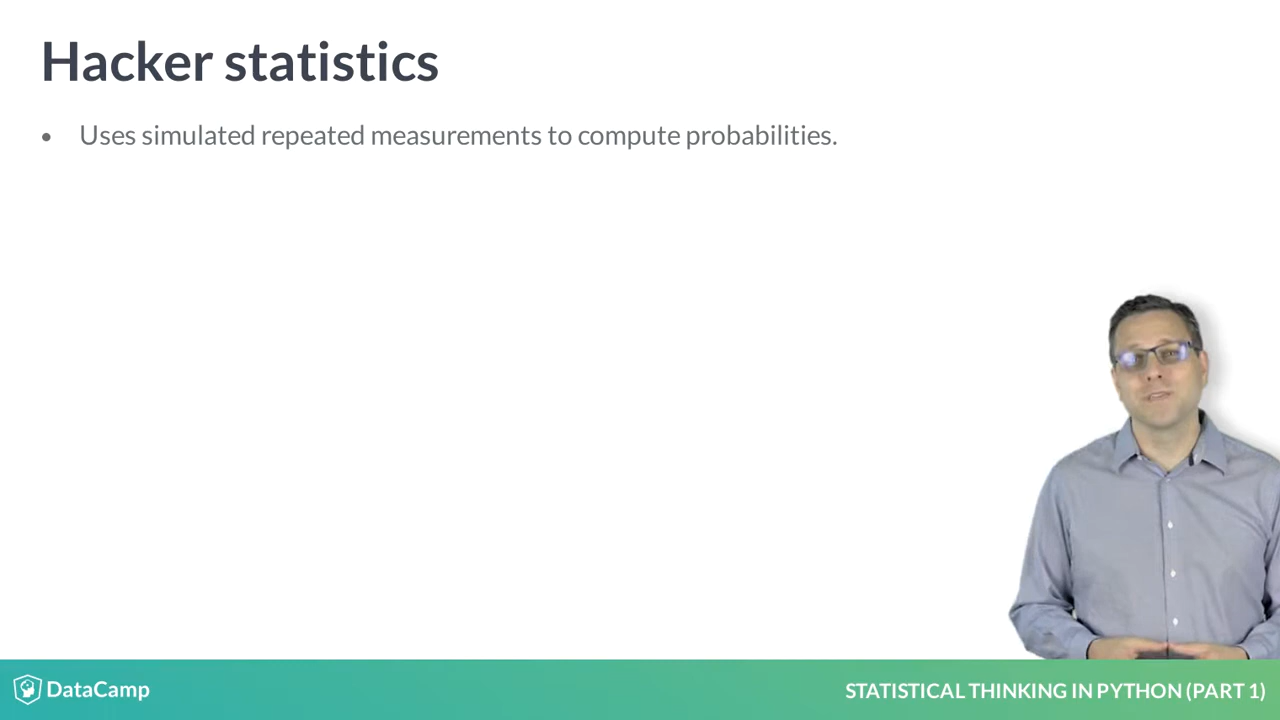 Hacker statistics
• Uses simulated repeated measurements to compute probabilities.
DataCamp
STATISTICAL THINKING IN PYTHON (PART 1)